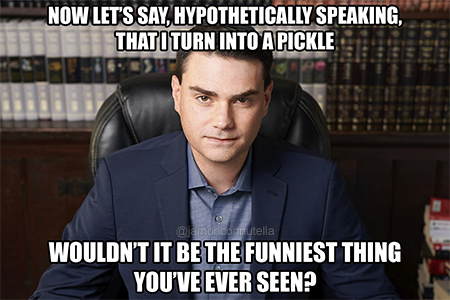 NOW LET'S SAY, HYPOTHETICALLY SPEAKING,
THAT I TURN INTO A PICKLE
@jamoriconnutella
WOULDN'T IT BE THE FUNNIEST THING
YOU'VE EVER SEEN?